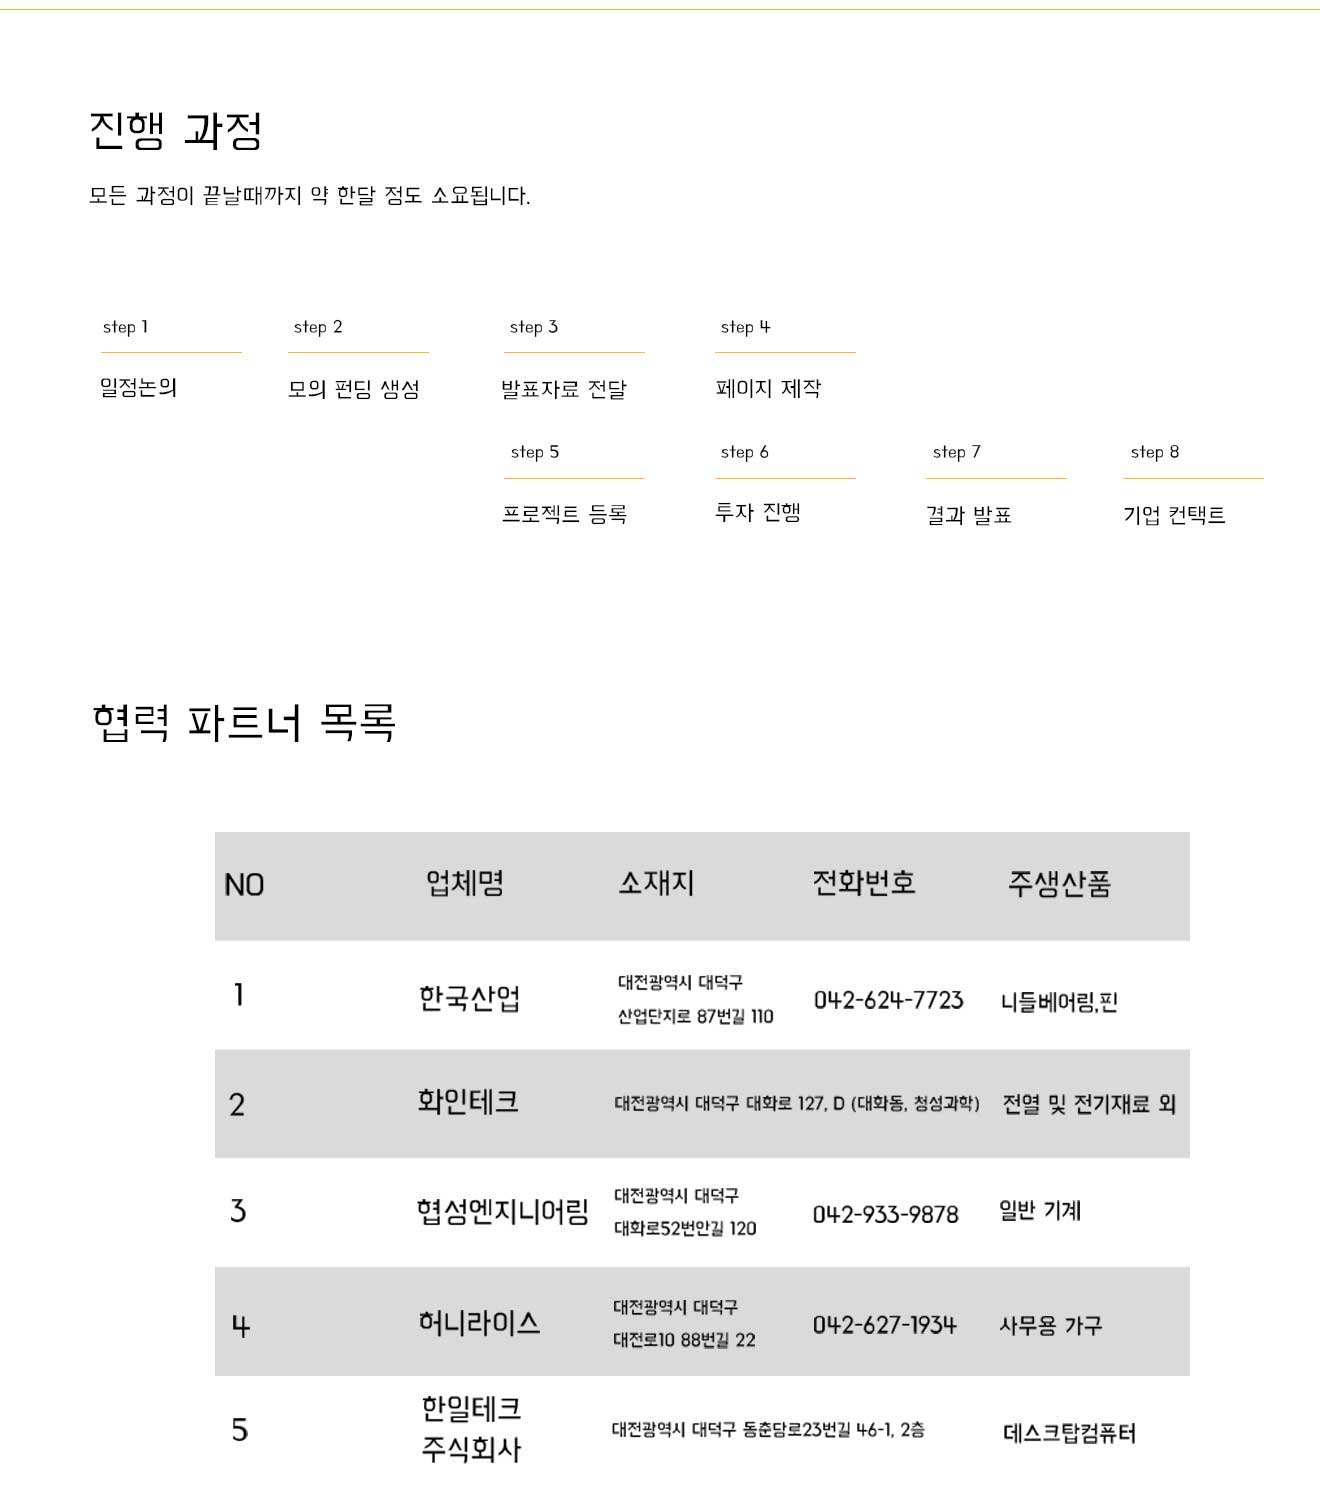 진행 과정
모든 과정이 끝날때까지 약 한달 정도 소요됩니다.
step 1 step 2 step 3 step 4
일정논의 모의 펀딩 생성 발표자료 전달 페이지 제작
step 5 step 6 step 7 step 8
프로젝트 등록 투자 진행 결과 발표 기업 컨택트
협력 파트너 목록
NO 업체명 소재지 전화번호 주생산품
1 한국산업 대전광역시 대덕구
산업단지로 87번길 110 042-624-7723 니들베어링,핀
2 화인테크 대전광역시 대덕구 대화로 127, D (대화동, 청성과학) 전열 및 전기재료 외
3 협성엔지니어링 대전광역시 대덕구
대화로52번안길 120 042-933-9878 일반 기계
4 허니라이스 대전광역시 대덕구
대전로10 88번길 22 042-627-1934 사무용 가구
5 한일테크
주식회사 대전광역시 대덕구 동춘당로23번길 46-1, 2층 데스크탑컴퓨터